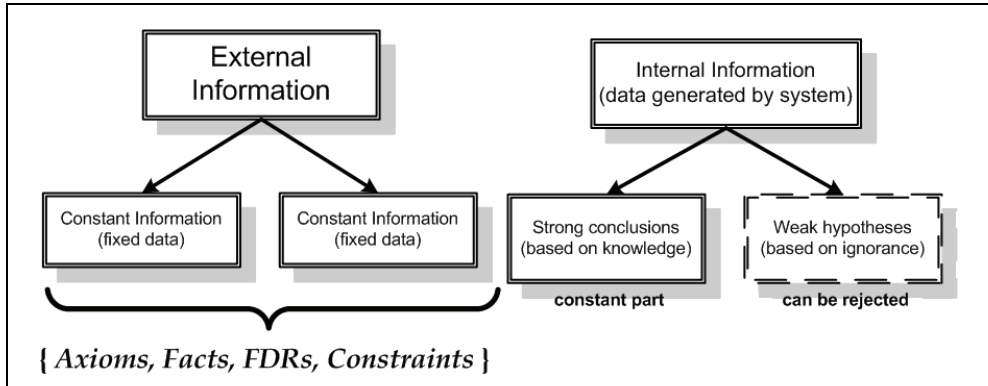 External
Information
Constant Information
(fixed data)
Constant Information
(fixed data)
{ Axioms, Facts, FDRs, Constraints }
Internal Information
(data generated by system)
Strong conclusions
(based on knowledge)
constant part
Weak hypotheses
(based on ignorance)
can be rejected